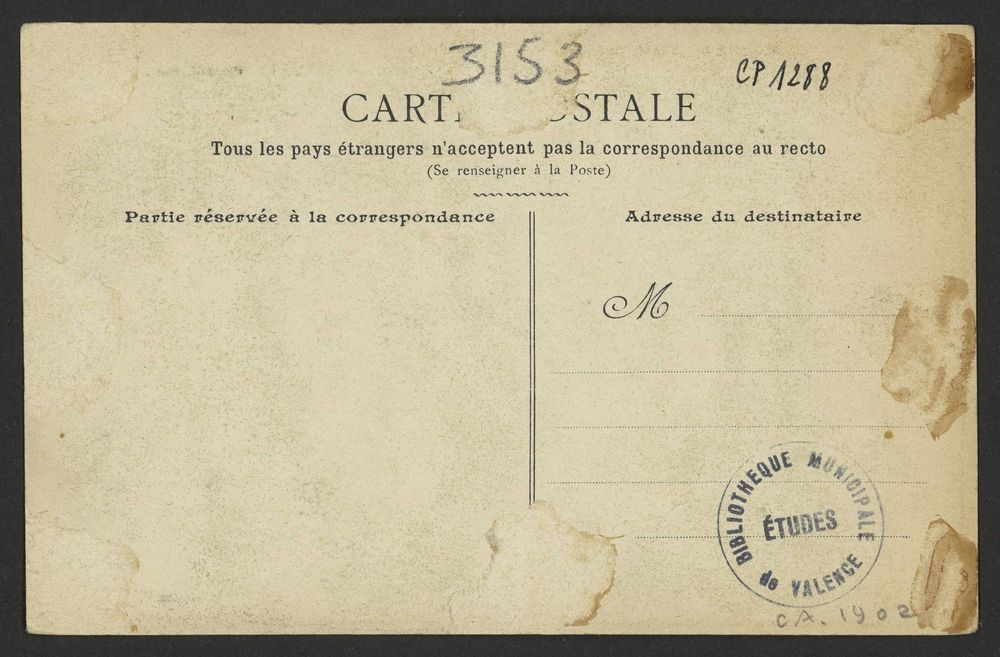 3153
CP 1288
CART STALE
Tous les pays étrangers n'acceptent pas la correspondance au recto
(Se renseigner à la Poste)
Partie réservée à la correspondance
Adresse du destinataire
M
BIBLIOTHEQUE MUNICIPALE
ÉTUDES
de VALENCE
CA. 1902